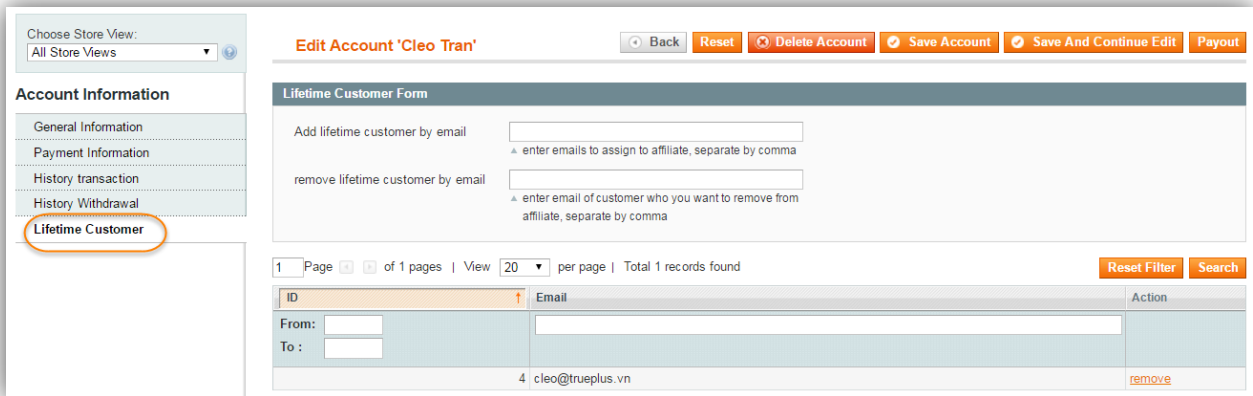 Choose Store View:
All Store Views
Edit Account 'Cleo Tran'
Back Reset Delete Account Save Account Save And Continue Edit Payout
Account Information
General Information
Payment Information
History transaction
History Withdrawal
Lifetime Customer
Lifetime Customer Form
Add lifetime customer by email
enter emails to assign to affiliate, separate by comma
remove lifetime customer by email
enter email of customer who you want to remove from
affiliate, separate by comma
1 Page of 1 pages | View 20 per page | Total 1 records found
Reset Filter Search
ID Email Action
From:
To :
4 cleo@trueplus.vn remove